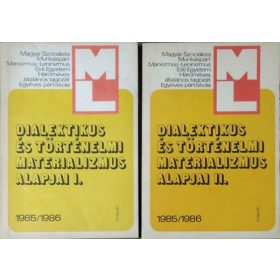 Magyar Szocialista
Munkáspárt
Marxizmus-Leninizmus
Esti Egyetem
Hároméves
általános tagozat
Egyéves pártiskola
ML
DIALEKTIKUS
ÉS TÖRTÉNELMI
MATERIALIZMUS
ALAPJAI I.
1985/1986
Magyar Szocialista
Munkáspárt
Marxizmus-Leninizmus
Esti Egyetem
Hároméves
általános tagozat
Egyéves pártiskola
ML
DIALEKTIKUS
ÉS TÖRTÉNELMI
MATERIALIZMUS
ALAPJAI II.
1985/1986